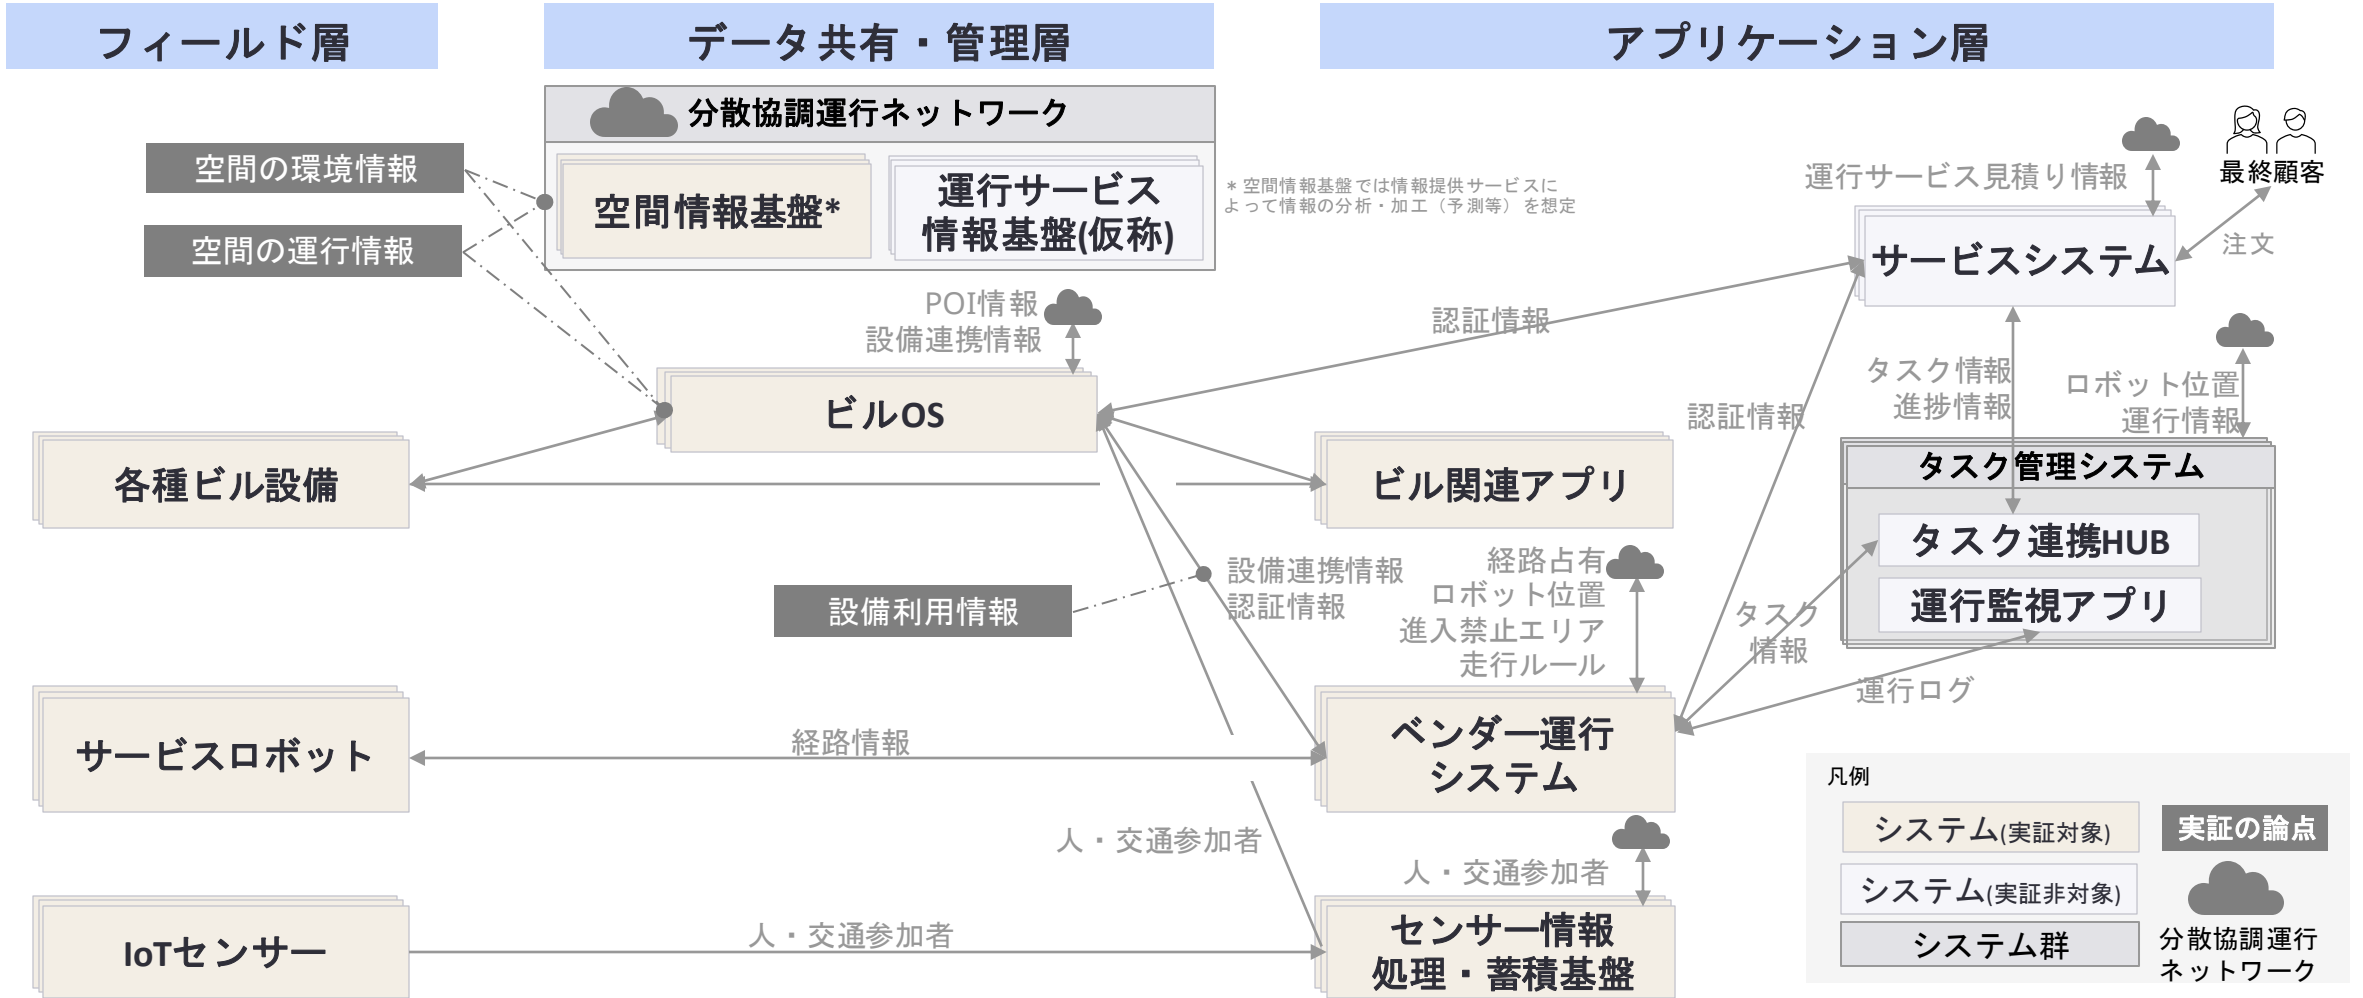 フィールド層
データ共有・管理層
アプリケーション層
分散協調運行ネットワーク
空間の環境情報
空間の運行情報
空間情報基盤*
運行サービス
情報基盤(仮称)
＊空間情報基盤では情報提供サービスに
よって情報の分析・加工（予測等）を想定
運行サービス見積り情報
最終顧客
サービスシステム
注文
POI情報
設備連携情報
認証情報
ビルOS
タスク情報
進捗情報
ロボット位置
運行情報
認証情報
各種ビル設備
ビル関連アプリ
タスク管理システム
タスク連携HUB
運行監視アプリ
設備利用情報
設備連携情報
認証情報
経路占有
ロボット位置
進入禁止エリア
走行ルール
タスク
情報
運行ログ
サービスロボット
経路情報
ベンダー運行
システム
人・交通参加者
人・交通参加者
IoTセンサー
人・交通参加者
センサー情報
処理・蓄積基盤
凡例
システム(実証対象)
実証の論点
システム(実証非対象)
システム群
分散協調運行
ネットワーク